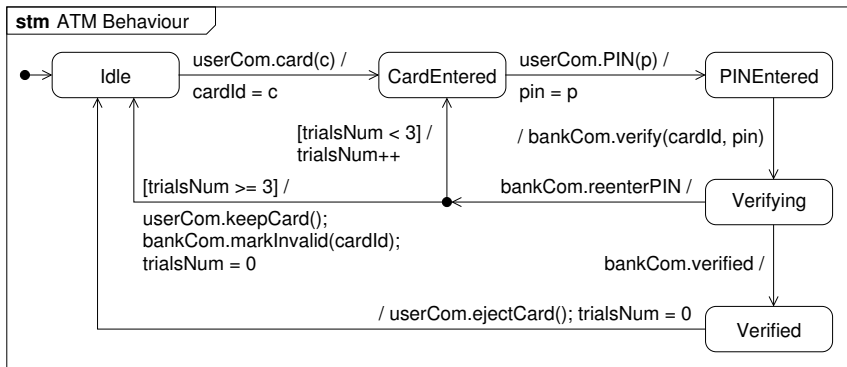 stm ATM Behaviour
userCom.card(c) /
userCom.PIN(p) /
Idle
CardEntered
PINEntered
cardId = c
pin = p
[trialsNum < 3] /
trialsNum++
/ bankCom.verify(cardId, pin)
[trialsNum >= 3] /
bankCom.reenterPIN /
Verifying
userCom.keepCard();
bankCom.markInvalid(cardId);
trialsNum = 0
bankCom.verified /
/ userCom.ejectCard(); trialsNum = 0
Verified